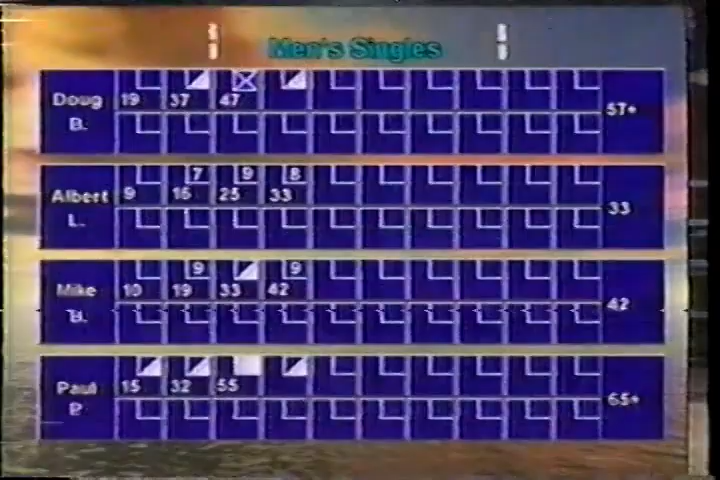 Men's Singles
Doug B. 19 37 47 57*
Albert L. 7 9 8 9 16 25 33 33
Mike B. 9 9 10 19 33 42 42
Paul P. 15 32 55 65*